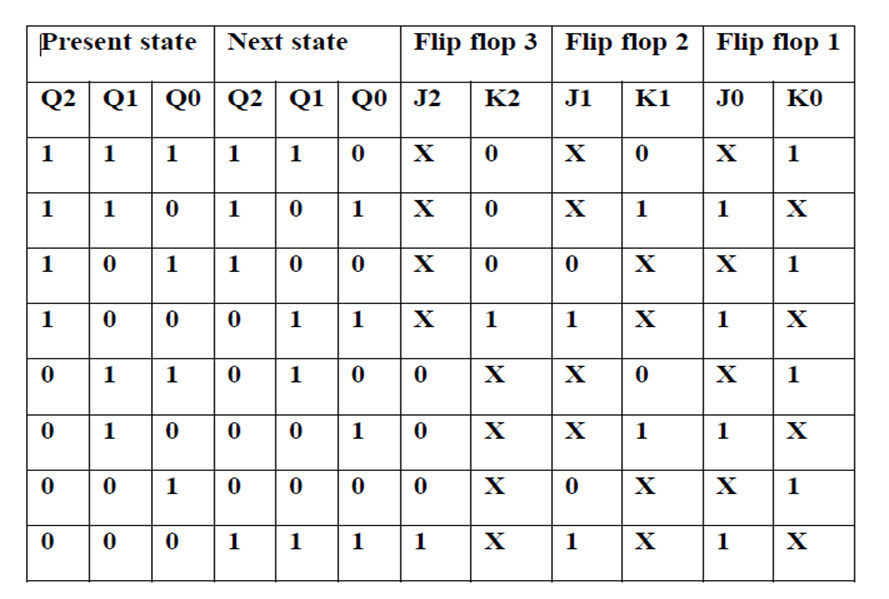 Present state Next state Flip flop 3 Flip flop 2 Flip flop 1
Q2 Q1 Q0 Q2 Q1 Q0 J2 K2 J1 K1 J0 K0
1 1 1 1 1 0 X 0 X 0 X 1
1 1 0 1 0 1 X 0 X 1 1 X
1 0 1 1 0 0 X 0 0 X X 1
1 0 0 0 1 1 X 1 1 X 1 X
0 1 1 0 1 0 0 X X 0 X 1
0 1 0 0 0 1 0 X X 1 1 X
0 0 1 0 0 0 0 X 0 X X 1
0 0 0 1 1 1 1 X 1 X 1 X